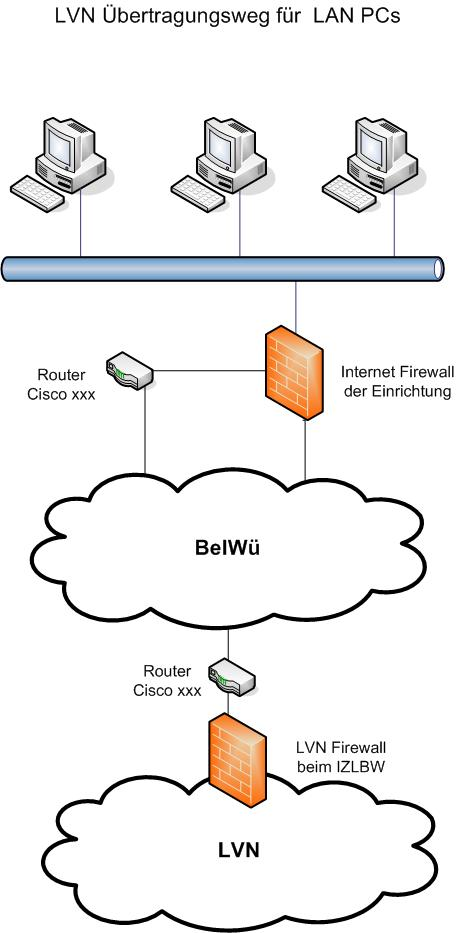 LVN Übertragungsweg für LAN PCs
Router
Cisco xxx
Internet Firewall
der Einrichtung
BelWü
Router
Cisco xxx
LVN Firewall
beim IZLBW
LVN